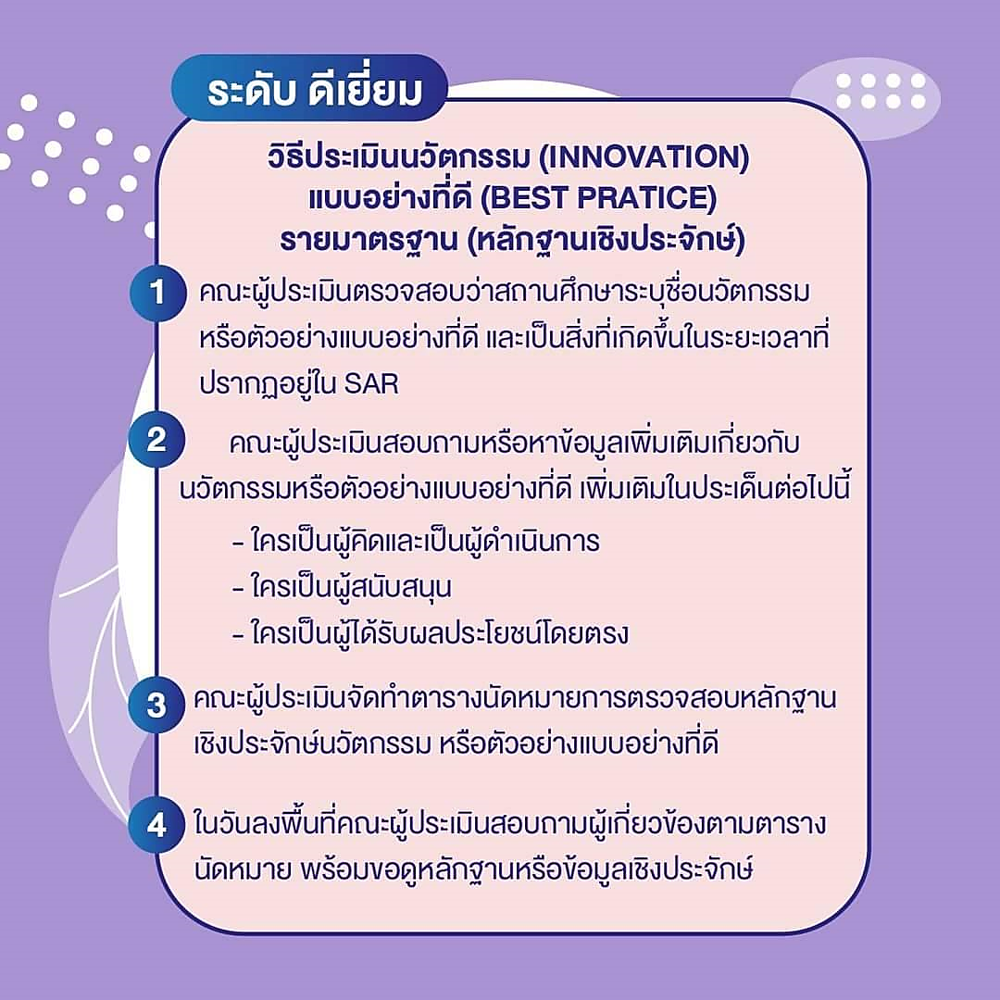 ระดับ ดีเยี่ยม
วิธีประเมินนวัตกรรม (INNOVATION)
แบบอย่างที่ดี (BEST PRATICE)
รายมาตรฐาน (หลักฐานเชิงประจักษ์)
1 คณะผู้ประเมินตรวจสอบว่าสถานศึกษาระบุชื่อนวัตกรรม
หรือตัวอย่างแบบอย่างที่ดี และเป็นสิ่งที่เกิดขึ้นในระยะเวลาที่
ปรากฏอยู่ใน SAR
2 คณะผู้ประเมินสอบถามหรือหาข้อมูลเพิ่มเติมเกี่ยวกับ
นวัตกรรมหรือตัวอย่างแบบอย่างที่ดี เพิ่มเติมในประเด็นต่อไปนี้
- ใครเป็นผู้คิดและเป็นผู้ดำเนินการ
- ใครเป็นผู้สนับสนุน
- ใครเป็นผู้ได้รับผลประโยชน์โดยตรง
3 คณะผู้ประเมินจัดทำตารางนัดหมายการตรวจสอบหลักฐาน
เชิงประจักษ์นวัตกรรม หรือตัวอย่างแบบอย่างที่ดี
4 ในวันลงพื้นที่คณะผู้ประเมินสอบถามผู้เกี่ยวข้องตามตาราง
นัดหมาย พร้อมขอดูหลักฐานหรือข้อมูลเชิงประจักษ์